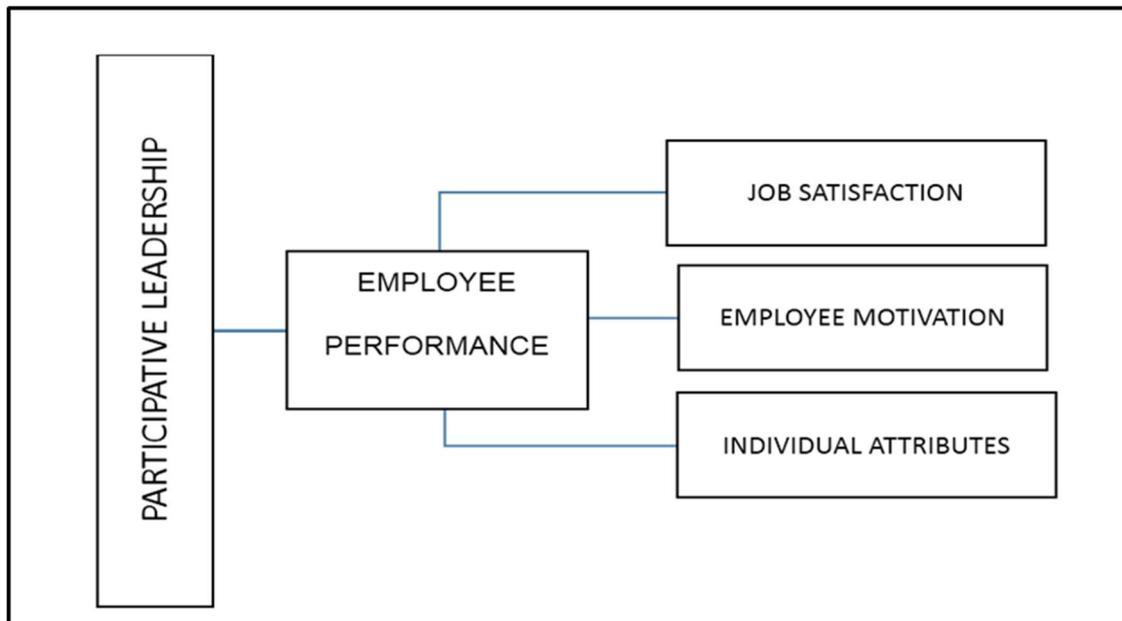 PARTICIPATIVE LEADERSHIP
EMPLOYEE
PERFORMANCE
JOB SATISFACTION
EMPLOYEE MOTIVATION
INDIVIDUAL ATTRIBUTES